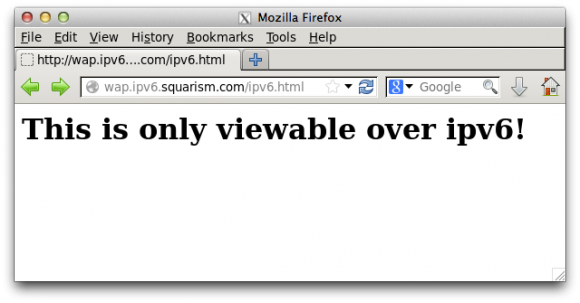 Mozilla Firefox
File Edit View History Bookmarks Tools Help
http://wap.ipv6....com/ipv6.html
wap.ipv6.squarism.com/ipv6.html Google
This is only viewable over ipv6!